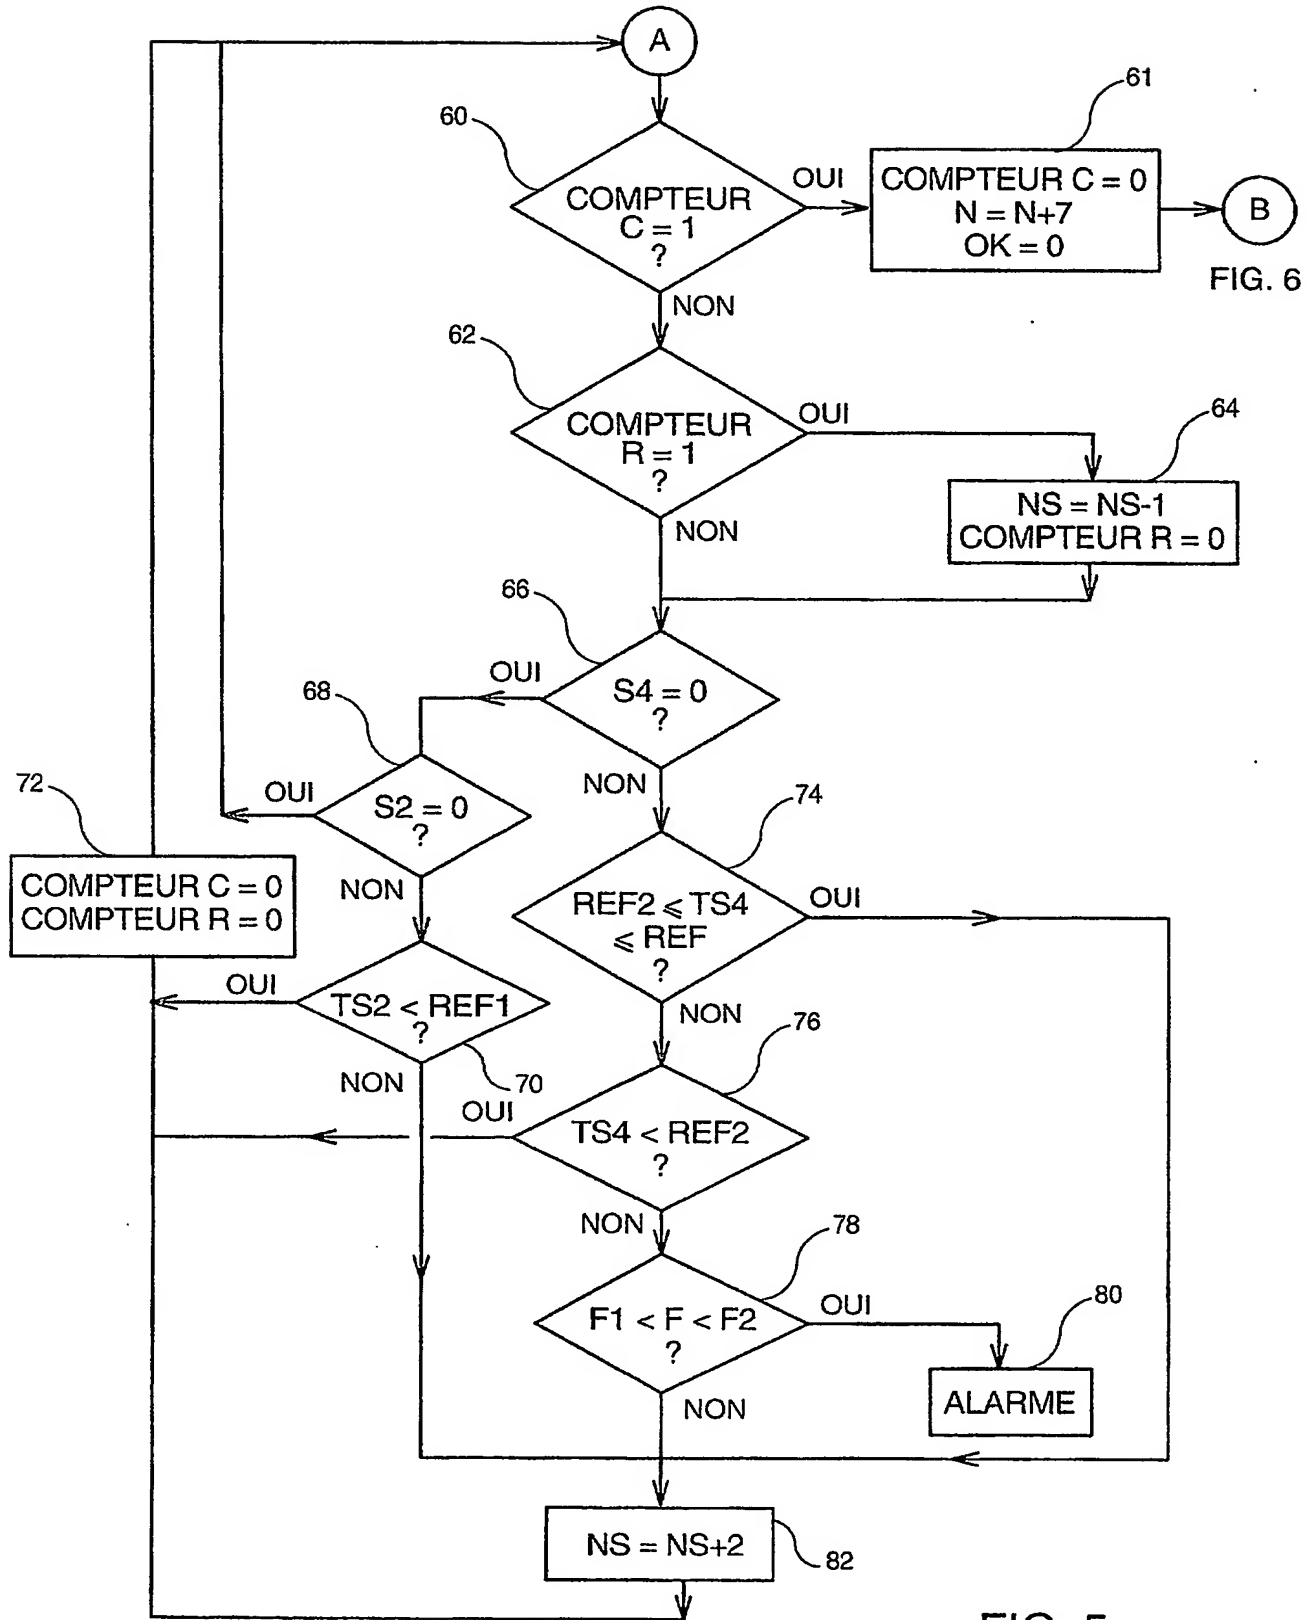 A
60
COMPTEUR
C = 1
?
OUI
61
COMPTEUR C = 0
N = N+7
OK = 0
B
FIG. 6
NON
62
COMPTEUR
R = 1
?
OUI
64
NS = NS-1
COMPTEUR R = 0
NON
66
S4 = 0
?
OUI
68
S2 = 0
?
OUI
NON
72
COMPTEUR C = 0
COMPTEUR R = 0
NON
74
REF2 ⩽ TS4
⩽ REF
?
OUI
OUI
TS2 < REF1
?
70
NON
NON
76
OUI
TS4 < REF2
?
NON
78
F1 < F < F2
?
OUI
80
ALARME
NON
NS = NS+2
82
FIG. 5